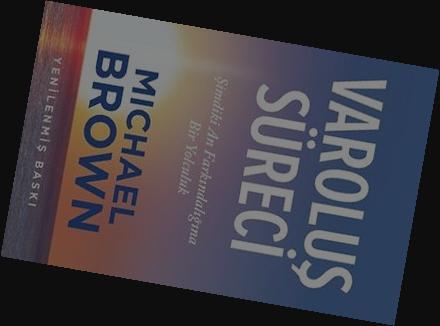 VAROLUŞ
SÜRECİ
Şimdiki An Farkındalığına
Bir Yolculuk
MICHAEL
BROWN
YENİLENMİŞ BASKI